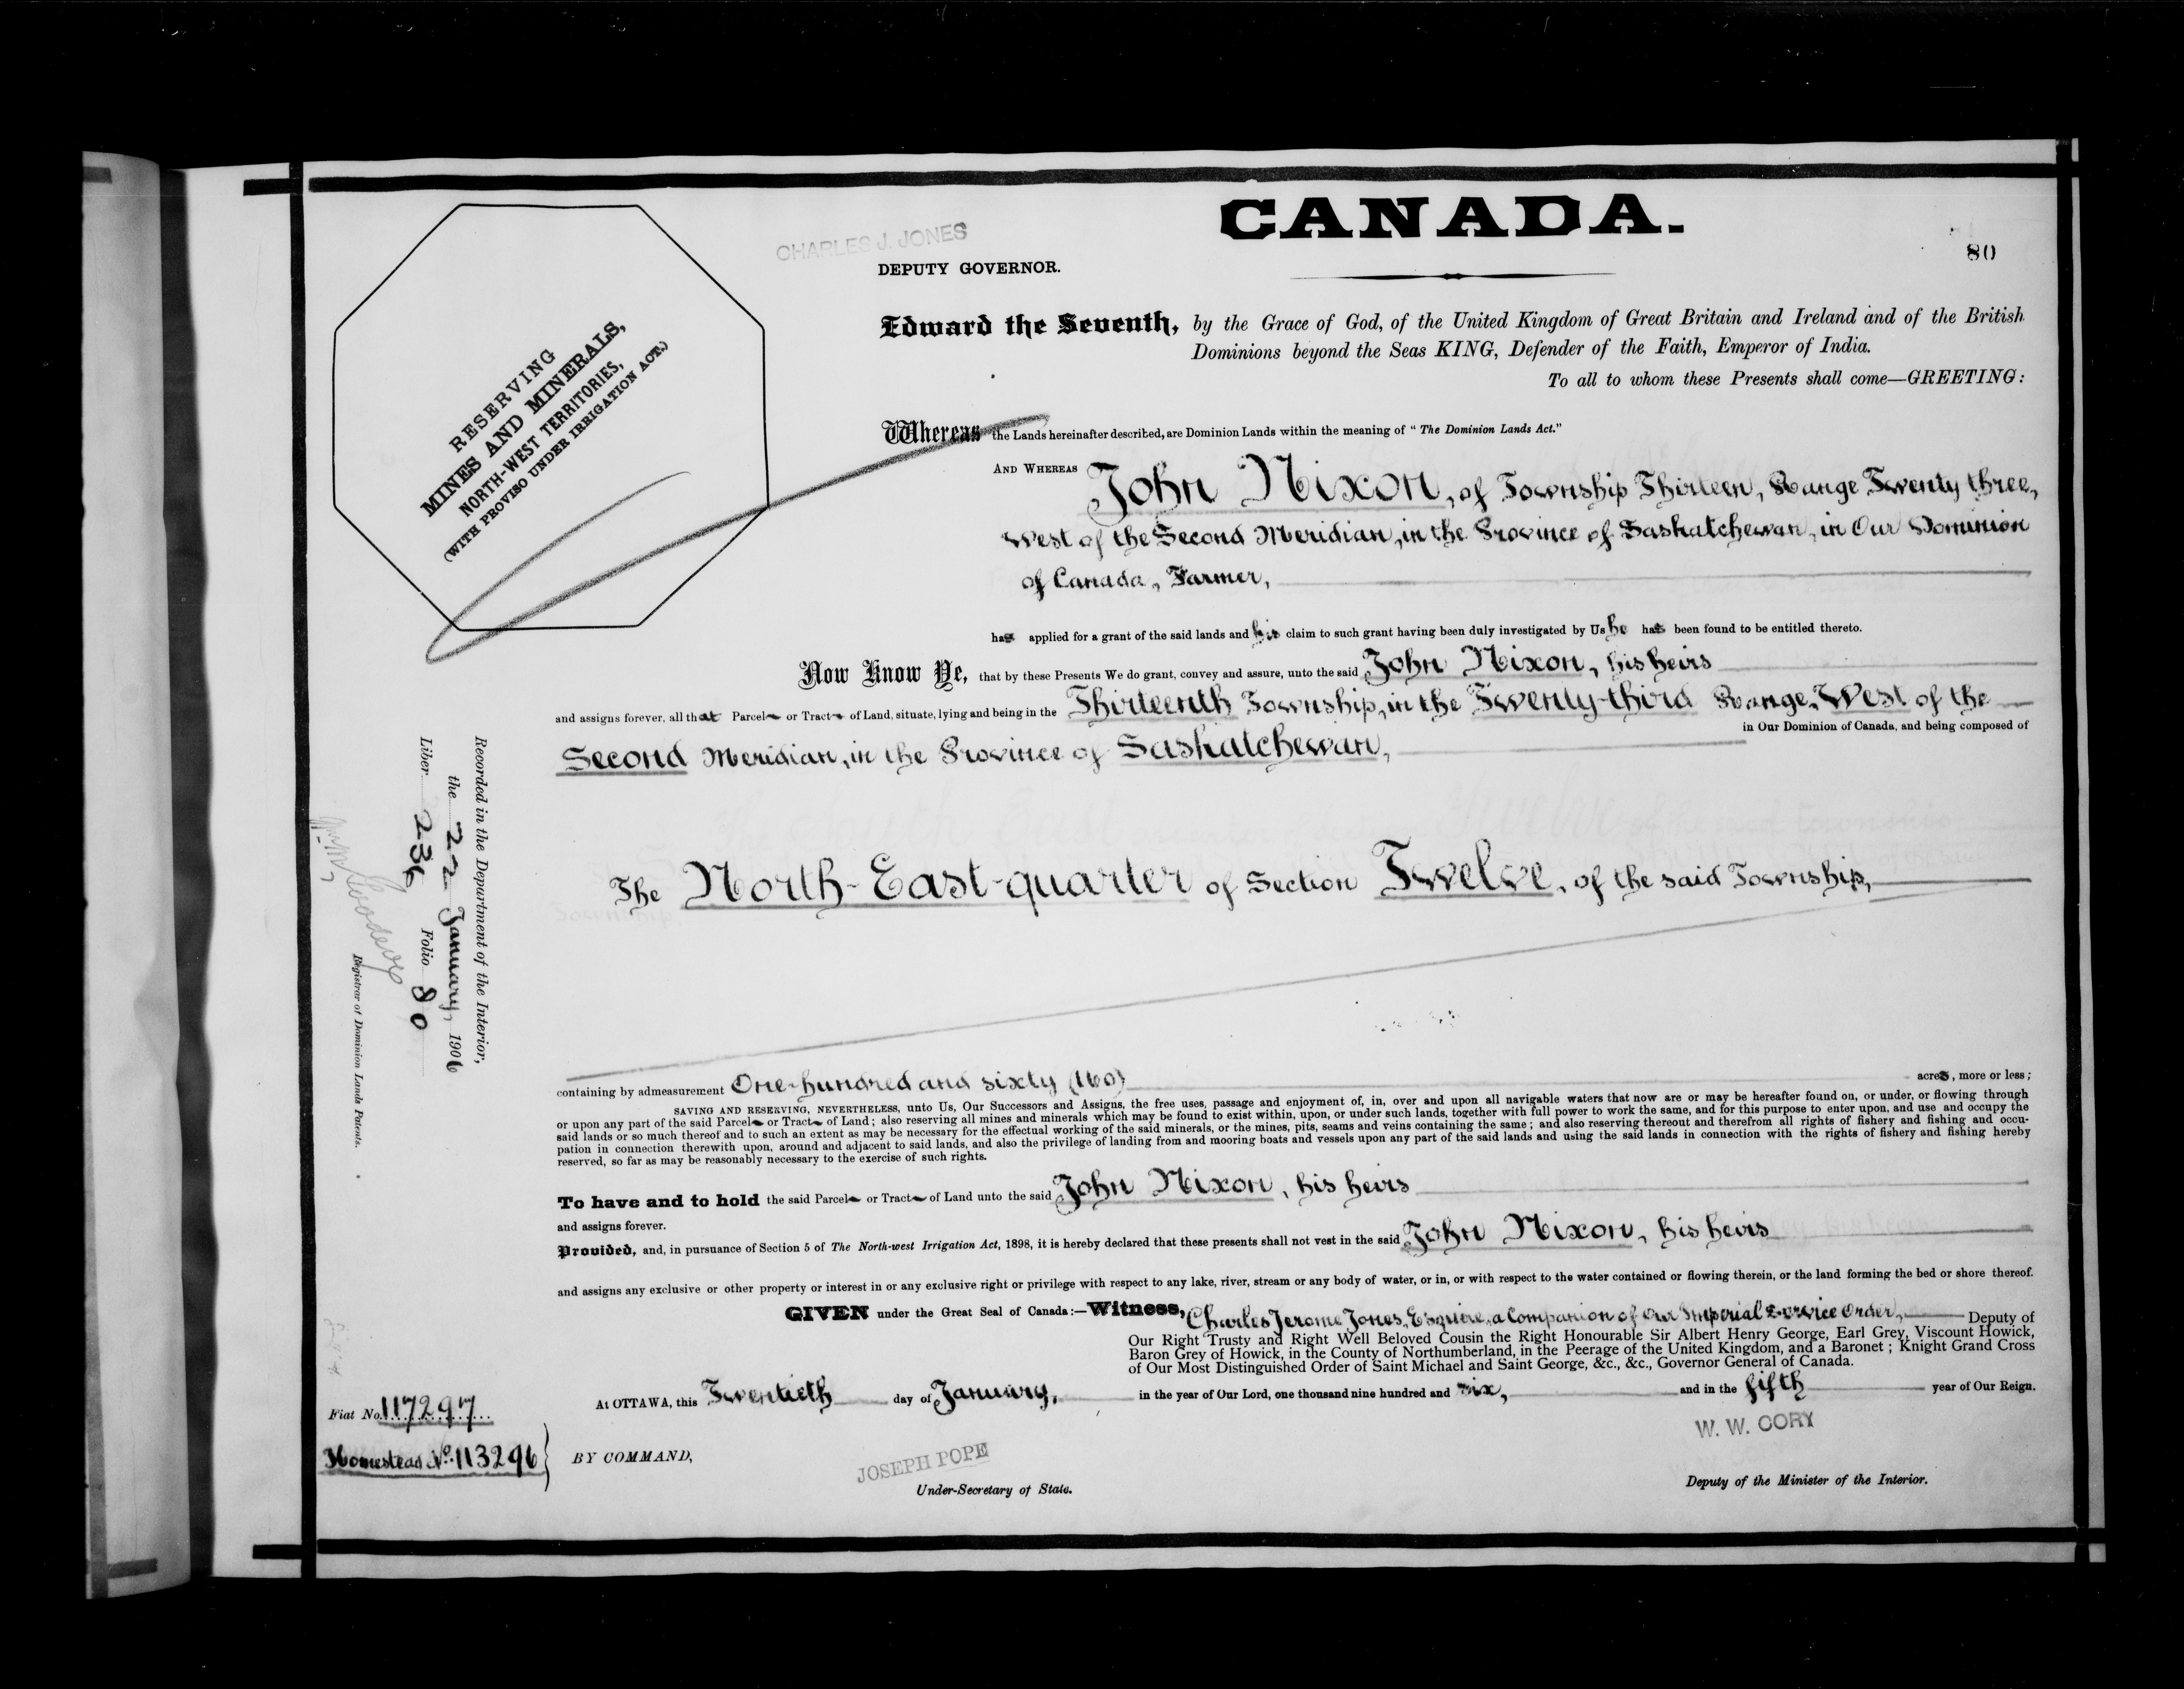 CANADA.
80
CHARLES J. JONES
DEPUTY GOVERNOR.
RESERVING
MINES AND MINERALS,
NORTH-WEST TERRITORIES,
(WITH PROVISO UNDER IRRIGATION ACT.)
Edward the Seventh, by the Grace of God, of the United Kingdom of Great Britain and Ireland and of the British
Dominions beyond the Seas KING, Defender of the Faith, Emperor of India.
To all to whom these Presents shall come—GREETING:
Whereas the Lands hereinafter described, are Dominion Lands within the meaning of "The Dominion Lands Act."
AND WHEREAS John Nixon, of Township Thirteen, Range Twenty three,
West of the Second Meridian, in the Province of Saskatchewan, in Our Dominion
of Canada, Farmer,
has applied for a grant of the said lands and his claim to such grant having been duly investigated by Us he has been found to be entitled thereto.
Now Know Ye, that by these Presents We do grant, convey and assure, unto the said John Nixon, his heirs
and assigns forever, all that Parcel or Tract of Land, situate, lying and being in the Thirteenth Township, in the Twenty-third Range, West of the
in Our Dominion of Canada, and being composed of
Second Meridian, in the Province of Saskatchewan,
The North-East-quarter of Section Twelve, of the said Township,
containing by admeasurement One-hundred and sixty (160) acres, more or less;
SAVING AND RESERVING, NEVERTHELESS, unto Us, Our Successors and Assigns, the free uses, passage and enjoyment of, in, over and upon all navigable waters that now are or may be hereafter found on, or under, or flowing through
or upon any part of the said Parcel or Tract of Land; also reserving all mines and minerals which may be found to exist within, upon, or under such lands, together with full power to work the same, and for this purpose to enter upon, and use and occupy the
said lands or so much thereof and to such an extent as may be necessary for the effectual working of the said minerals, or the mines, pits, seams and veins containing the same; and also reserving thereout and therefrom all rights of fishery and fishing and occu-
pation in connection therewith upon, around and adjacent to said lands, and also the privilege of landing from and mooring boats and vessels upon any part of the said lands and using the said lands in connection with the rights of fishery and fishing hereby
reserved, so far as may be reasonably necessary to the exercise of such rights.
To have and to hold the said Parcel or Tract of Land unto the said John Nixon, his heirs
and assigns forever.
Provided, and, in pursuance of Section 5 of The North-west Irrigation Act, 1898, it is hereby declared that these presents shall not vest in the said John Nixon, his heirs
and assigns any exclusive or other property or interest in or any exclusive right or privilege with respect to any lake, river, stream or any body of water, or in, or with respect to the water contained or flowing therein, or the land forming the bed or shore thereof.
GIVEN under the Great Seal of Canada:—Witness, Charles Jerome Jones, Esquire, a Companion of Our Imperial Service Order, Deputy of
Our Right Trusty and Right Well Beloved Cousin the Right Honourable Sir Albert Henry George, Earl Grey, Viscount Howick,
Baron Grey of Howick, in the County of Northumberland, in the Peerage of the United Kingdom, and a Baronet; Knight Grand Cross
of Our Most Distinguished Order of Saint Michael and Saint George, &c., &c., Governor General of Canada.
At OTTAWA, this Twentieth day of January, in the year of Our Lord, one thousand nine hundred and six, and in the fifth year of Our Reign.
W. W. CORY
BY COMMAND,
JOSEPH POPE
Under-Secretary of State.
Deputy of the Minister of the Interior.
Recorded in the Department of the Interior,
the 22 January, 1906
Liber 236 Folio 80
Registrar of Dominion Lands Patents.
Fiat No. 117297
Homestead No. 113296